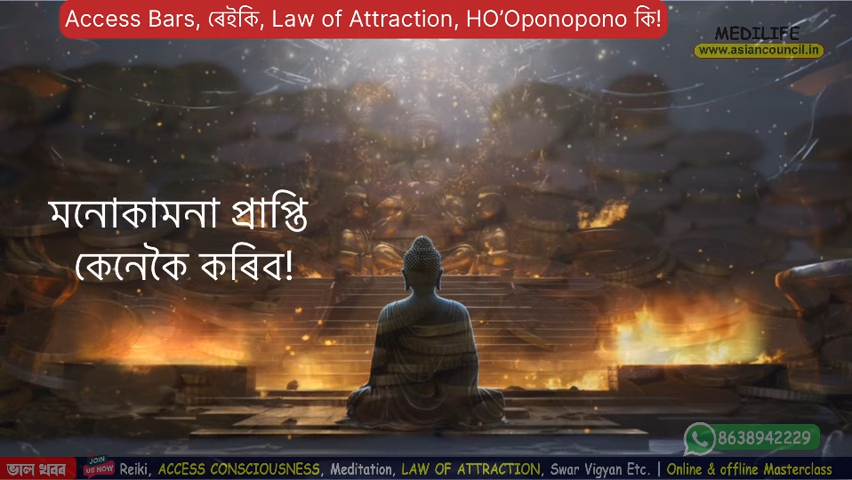 Access Bars, ৰেইকি, Law of Attraction, HO’Oponopono কি!
MEDILIFE
www.asiancouncil.in
মনোকামনা প্ৰাপ্তি
কেনেকৈ কৰিব!
8638942229
ভাল খবৰ JOIN US NOW Reiki, ACCESS CONSCIOUSNESS, Meditation, LAW OF ATTRACTION, Swar Vigyan Etc. | Online & offline Masterclass